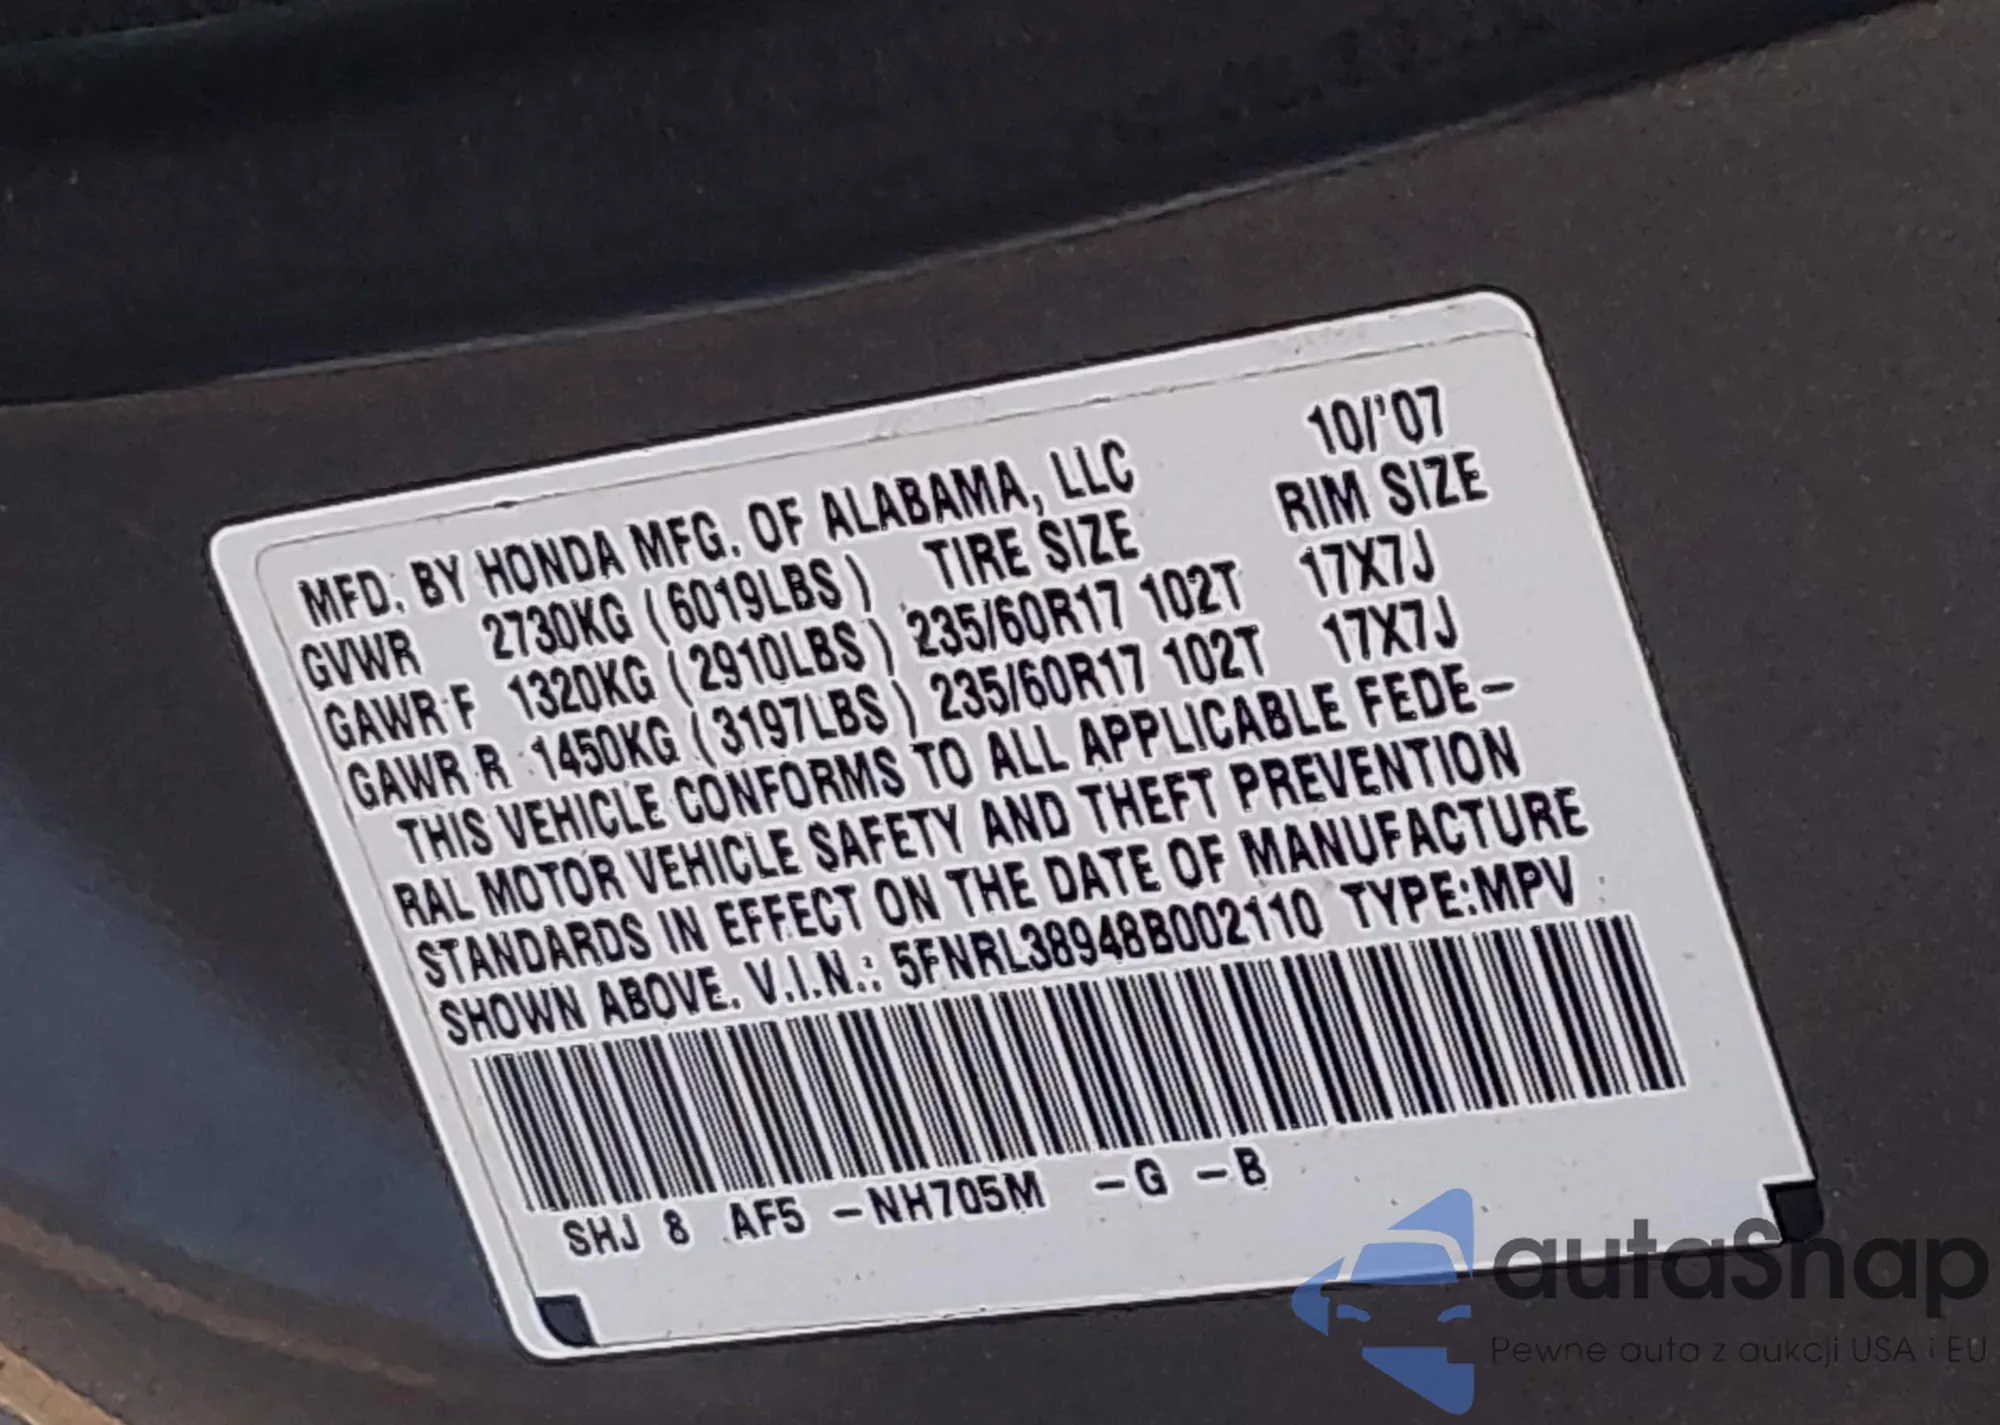 MFD. BY HONDA MFG. OF ALABAMA, LLC 10/'07
GVWR 2730KG (6019LBS) TIRE SIZE RIM SIZE
GAWR F 1320KG (2910LBS) 235/60R17 102T 17X7J
GAWR R 1450KG (3197LBS) 235/60R17 102T 17X7J
THIS VEHICLE CONFORMS TO ALL APPLICABLE FEDE-
RAL MOTOR VEHICLE SAFETY AND THEFT PREVENTION
STANDARDS IN EFFECT ON THE DATE OF MANUFACTURE
SHOWN ABOVE. V.I.N.: 5FNRL38948B002110 TYPE:MPV
SHJ 8 AF5 -NH705M -G -B
autaSnap
Pewne auta z aukcji USA i EU